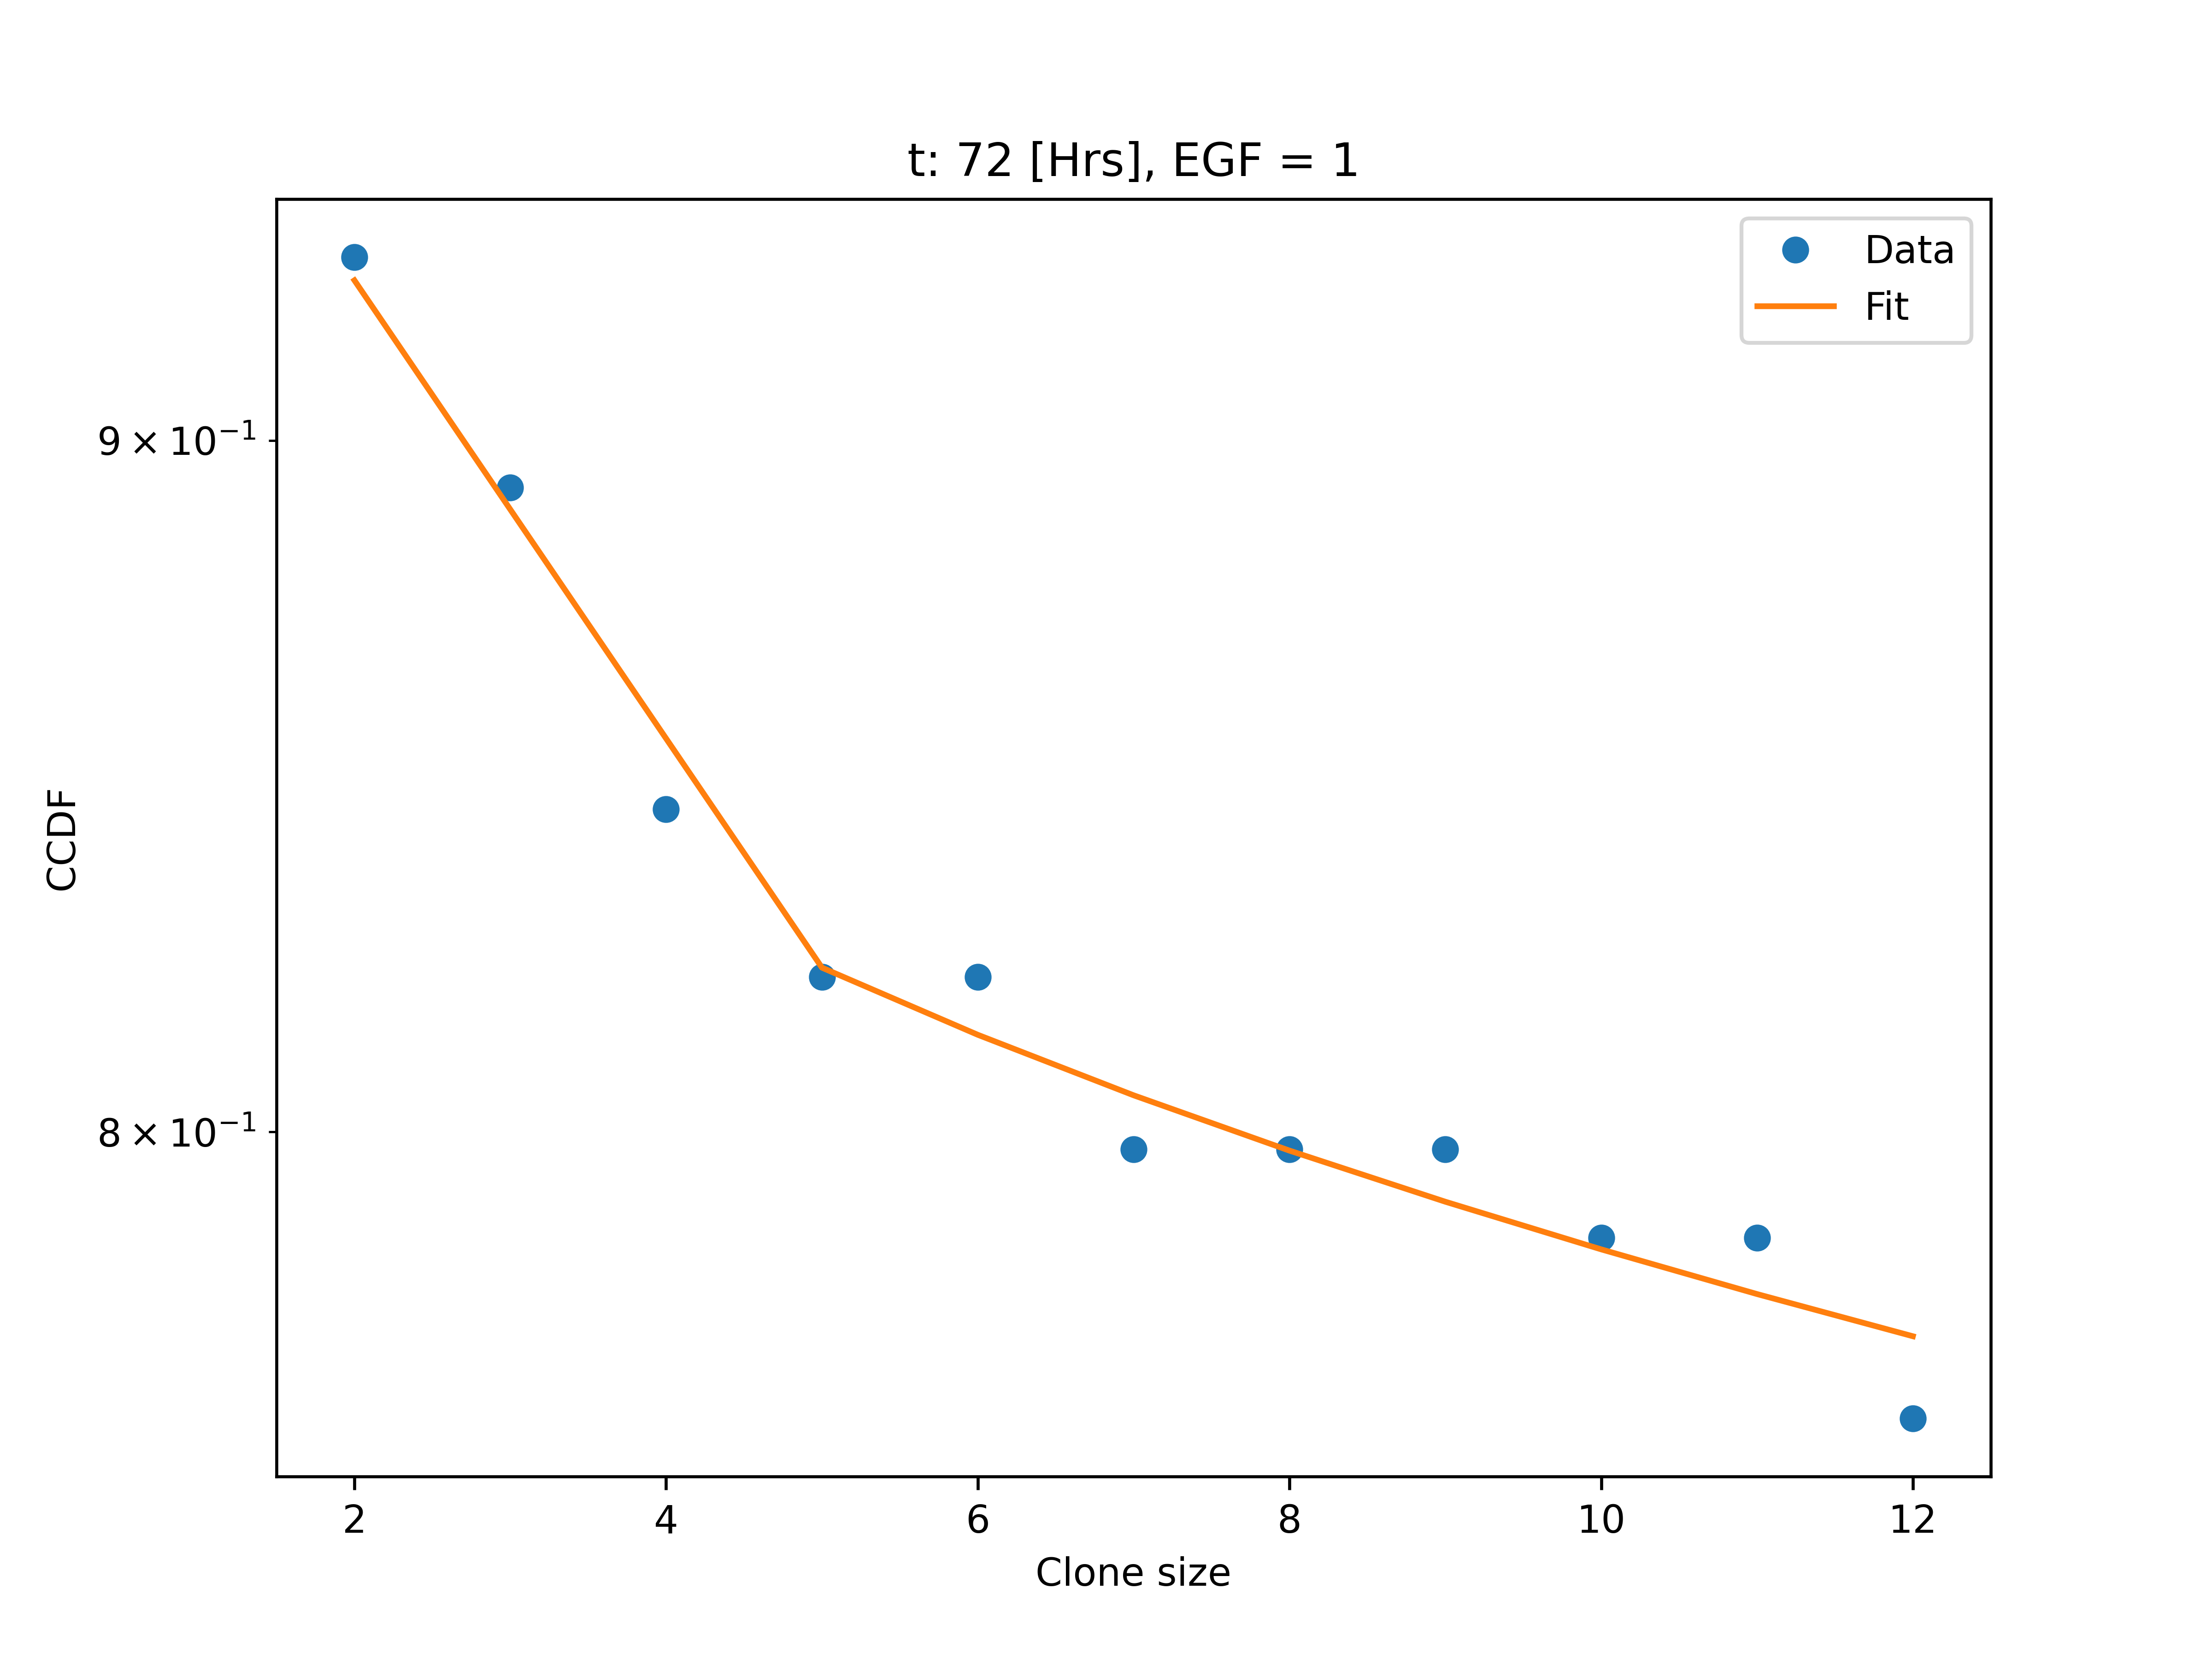 t: 72 [Hrs], EGF = 1
Data
Fit
9 × 10⁻¹
8 × 10⁻¹
CCDF
2 4 6 8 10 12
Clone size